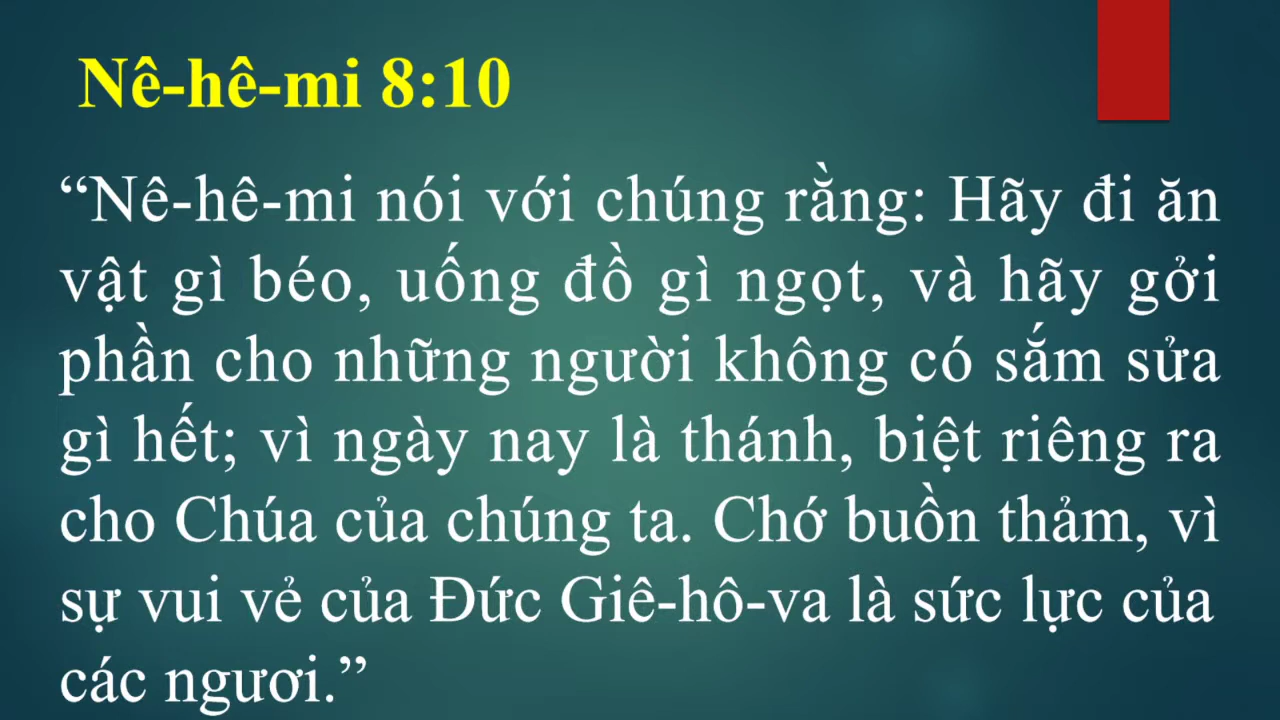 Nê-hê-mi 8:10
“Nê-hê-mi nói với chúng rằng: Hãy đi ăn
vật gì béo, uống đồ gì ngọt, và hãy gởi
phần cho những người không có sắm sửa
gì hết; vì ngày nay là thánh, biệt riêng ra
cho Chúa của chúng ta. Chớ buồn thảm, vì
sự vui vẻ của Đức Giê-hô-va là sức lực của
các ngươi.”